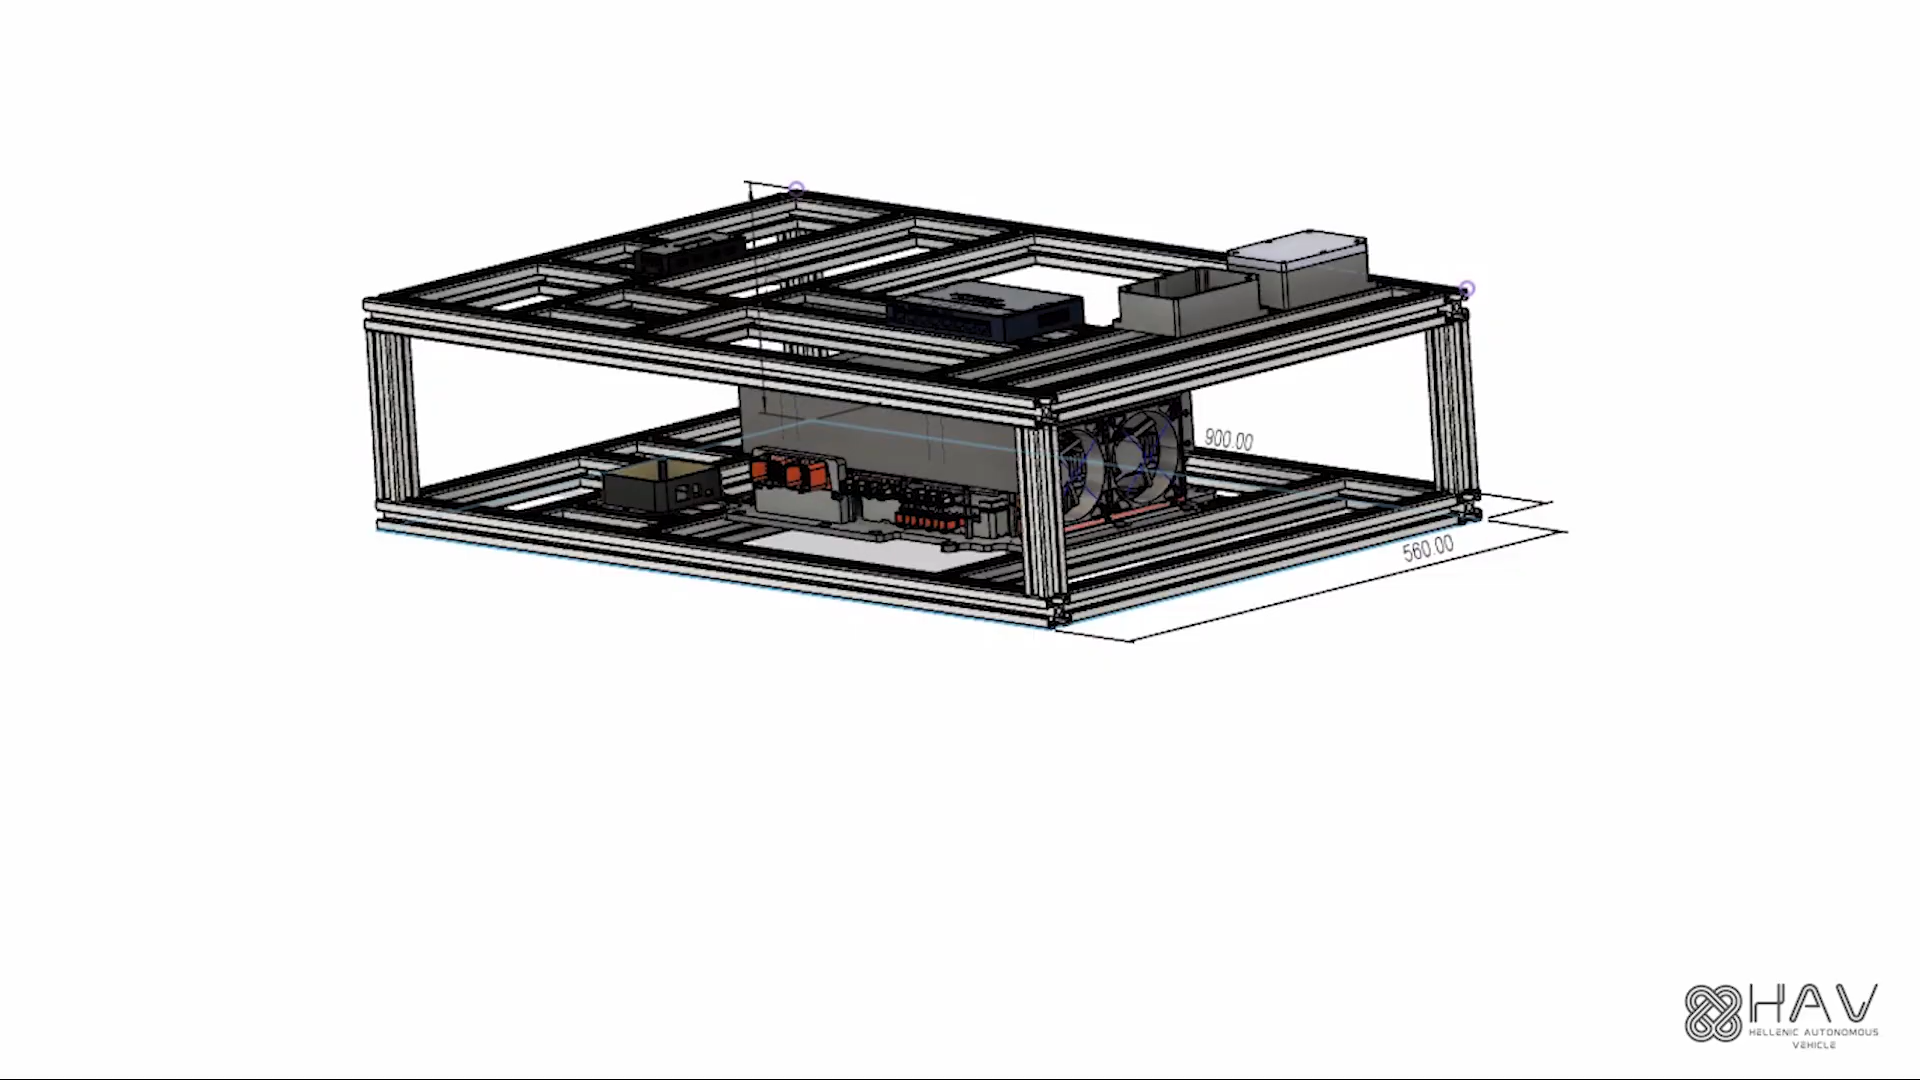 900.00
560.00
HAV
HELLENIC AUTONOMOUS
VEHICLE